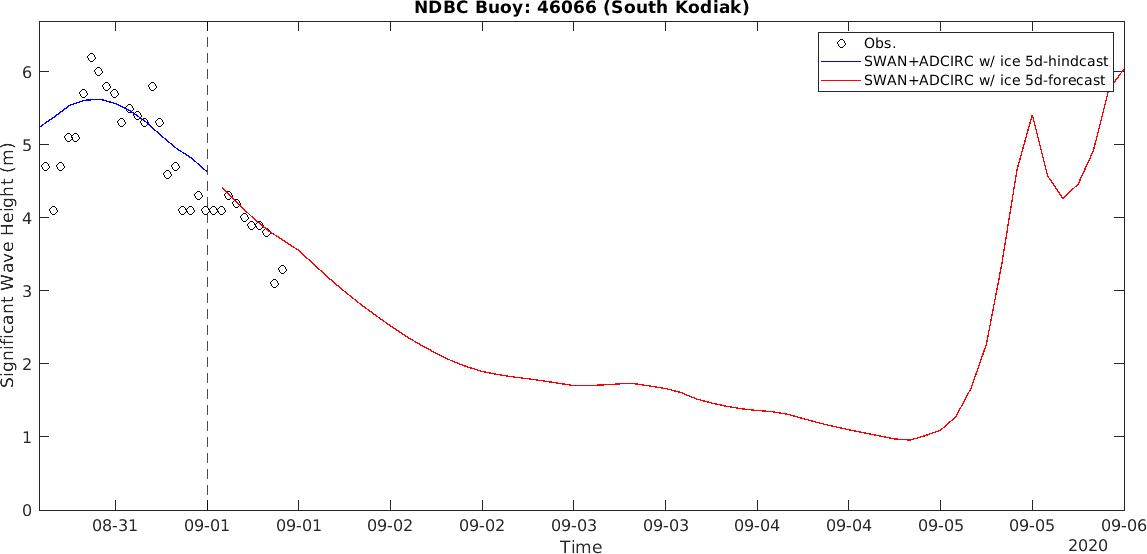 NDBC Buoy: 46066 (South Kodiak)
Obs.
SWAN+ADCIRC w/ ice 5d-hindcast
SWAN+ADCIRC w/ ice 5d-forecast
Significant Wave Height (m)
6
5
4
3
2
1
0
08-31 09-01 09-01 09-02 09-02 09-03 09-03 09-04 09-04 09-05 09-05 09-06
Time
2020